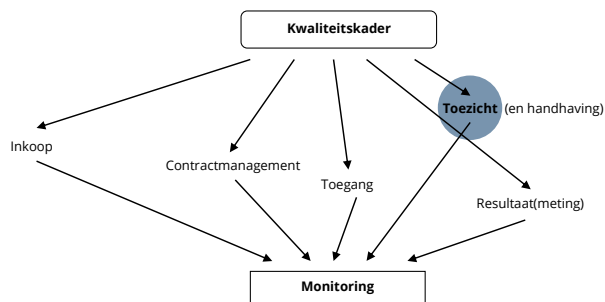 Kwaliteitskader
Toezicht (en handhaving)
Inkoop
Contractmanagement
Toegang
Resultaat(meting)
Monitoring